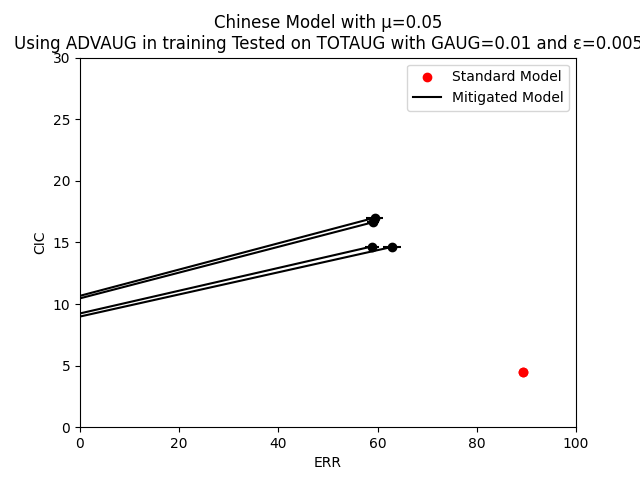 Chinese Model with μ=0.05
Using ADVAUG in training Tested on TOTAUG with GAUG=0.01 and ε=0.005
Standard Model
Mitigated Model
30
25
20
15
10
5
0
CIC
0 20 40 60 80 100
ERR